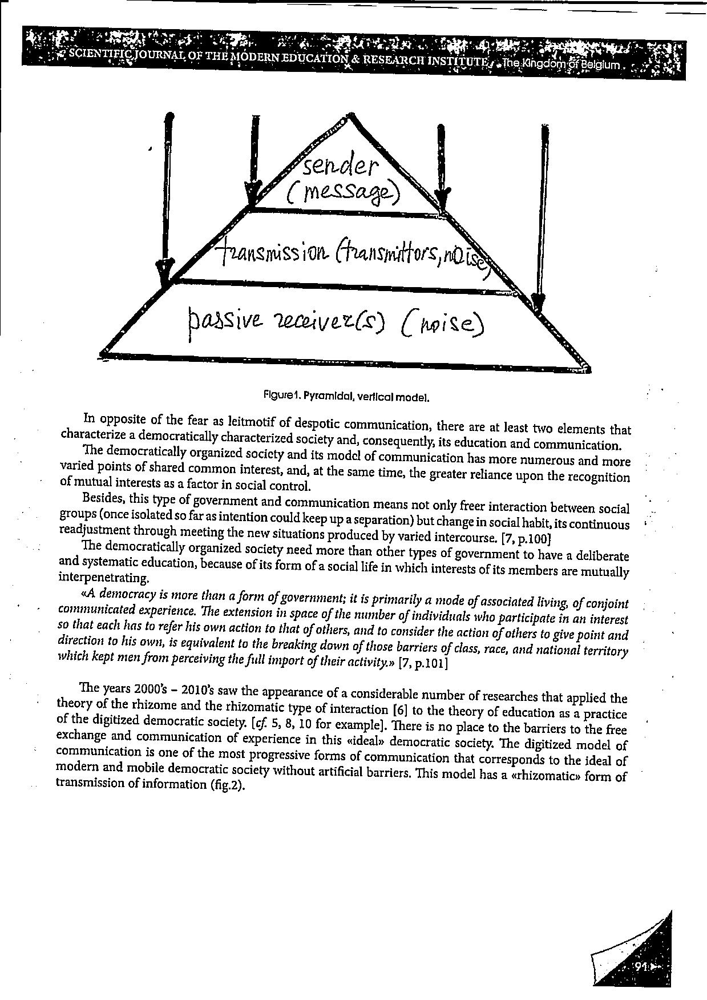 SCIENTIFIC JOURNAL OF THE MODERN EDUCATION & RESEARCH INSTITUTE, The Kingdom of Belgium
sender
(message)
transmission (transmittors, noise)
passive receiver(s) (noise)
Figure1. Pyramidal, vertical model.
In opposite of the fear as leitmotif of despotic communication, there are at least two elements that
characterize a democratically characterized society and, consequently, its education and communication.
The democratically organized society and its model of communication has more numerous and more
varied points of shared common interest, and, at the same time, the greater reliance upon the recognition
of mutual interests as a factor in social control.
Besides, this type of government and communication means not only freer interaction between social
groups (once isolated so far as intention could keep up a separation) but change in social habit, its continuous
readjustment through meeting the new situations produced by varied intercourse. [7, p.100]
The democratically organized society need more than other types of government to have a deliberate
and systematic education, because of its form of a social life in which interests of its members are mutually
interpenetrating.
«A democracy is more than a form of government; it is primarily a mode of associated living, of conjoint
communicated experience. The extension in space of the number of individuals who participate in an interest
so that each has to refer his own action to that of others, and to consider the action of others to give point and
direction to his own, is equivalent to the breaking down of those barriers of class, race, and national territory
which kept men from perceiving the full import of their activity.» [7, p.101]
The years 2000's – 2010's saw the appearance of a considerable number of researches that applied the
theory of the rhizome and the rhizomatic type of interaction [6] to the theory of education as a practice
of the digitized democratic society. [cf. 5, 8, 10 for example]. There is no place to the barriers to the free
exchange and communication of experience in this «ideal» democratic society. The digitized model of
communication is one of the most progressive forms of communication that corresponds to the ideal of
modern and mobile democratic society without artificial barriers. This model has a «rhizomatic» form of
transmission of information (fig.2).
91